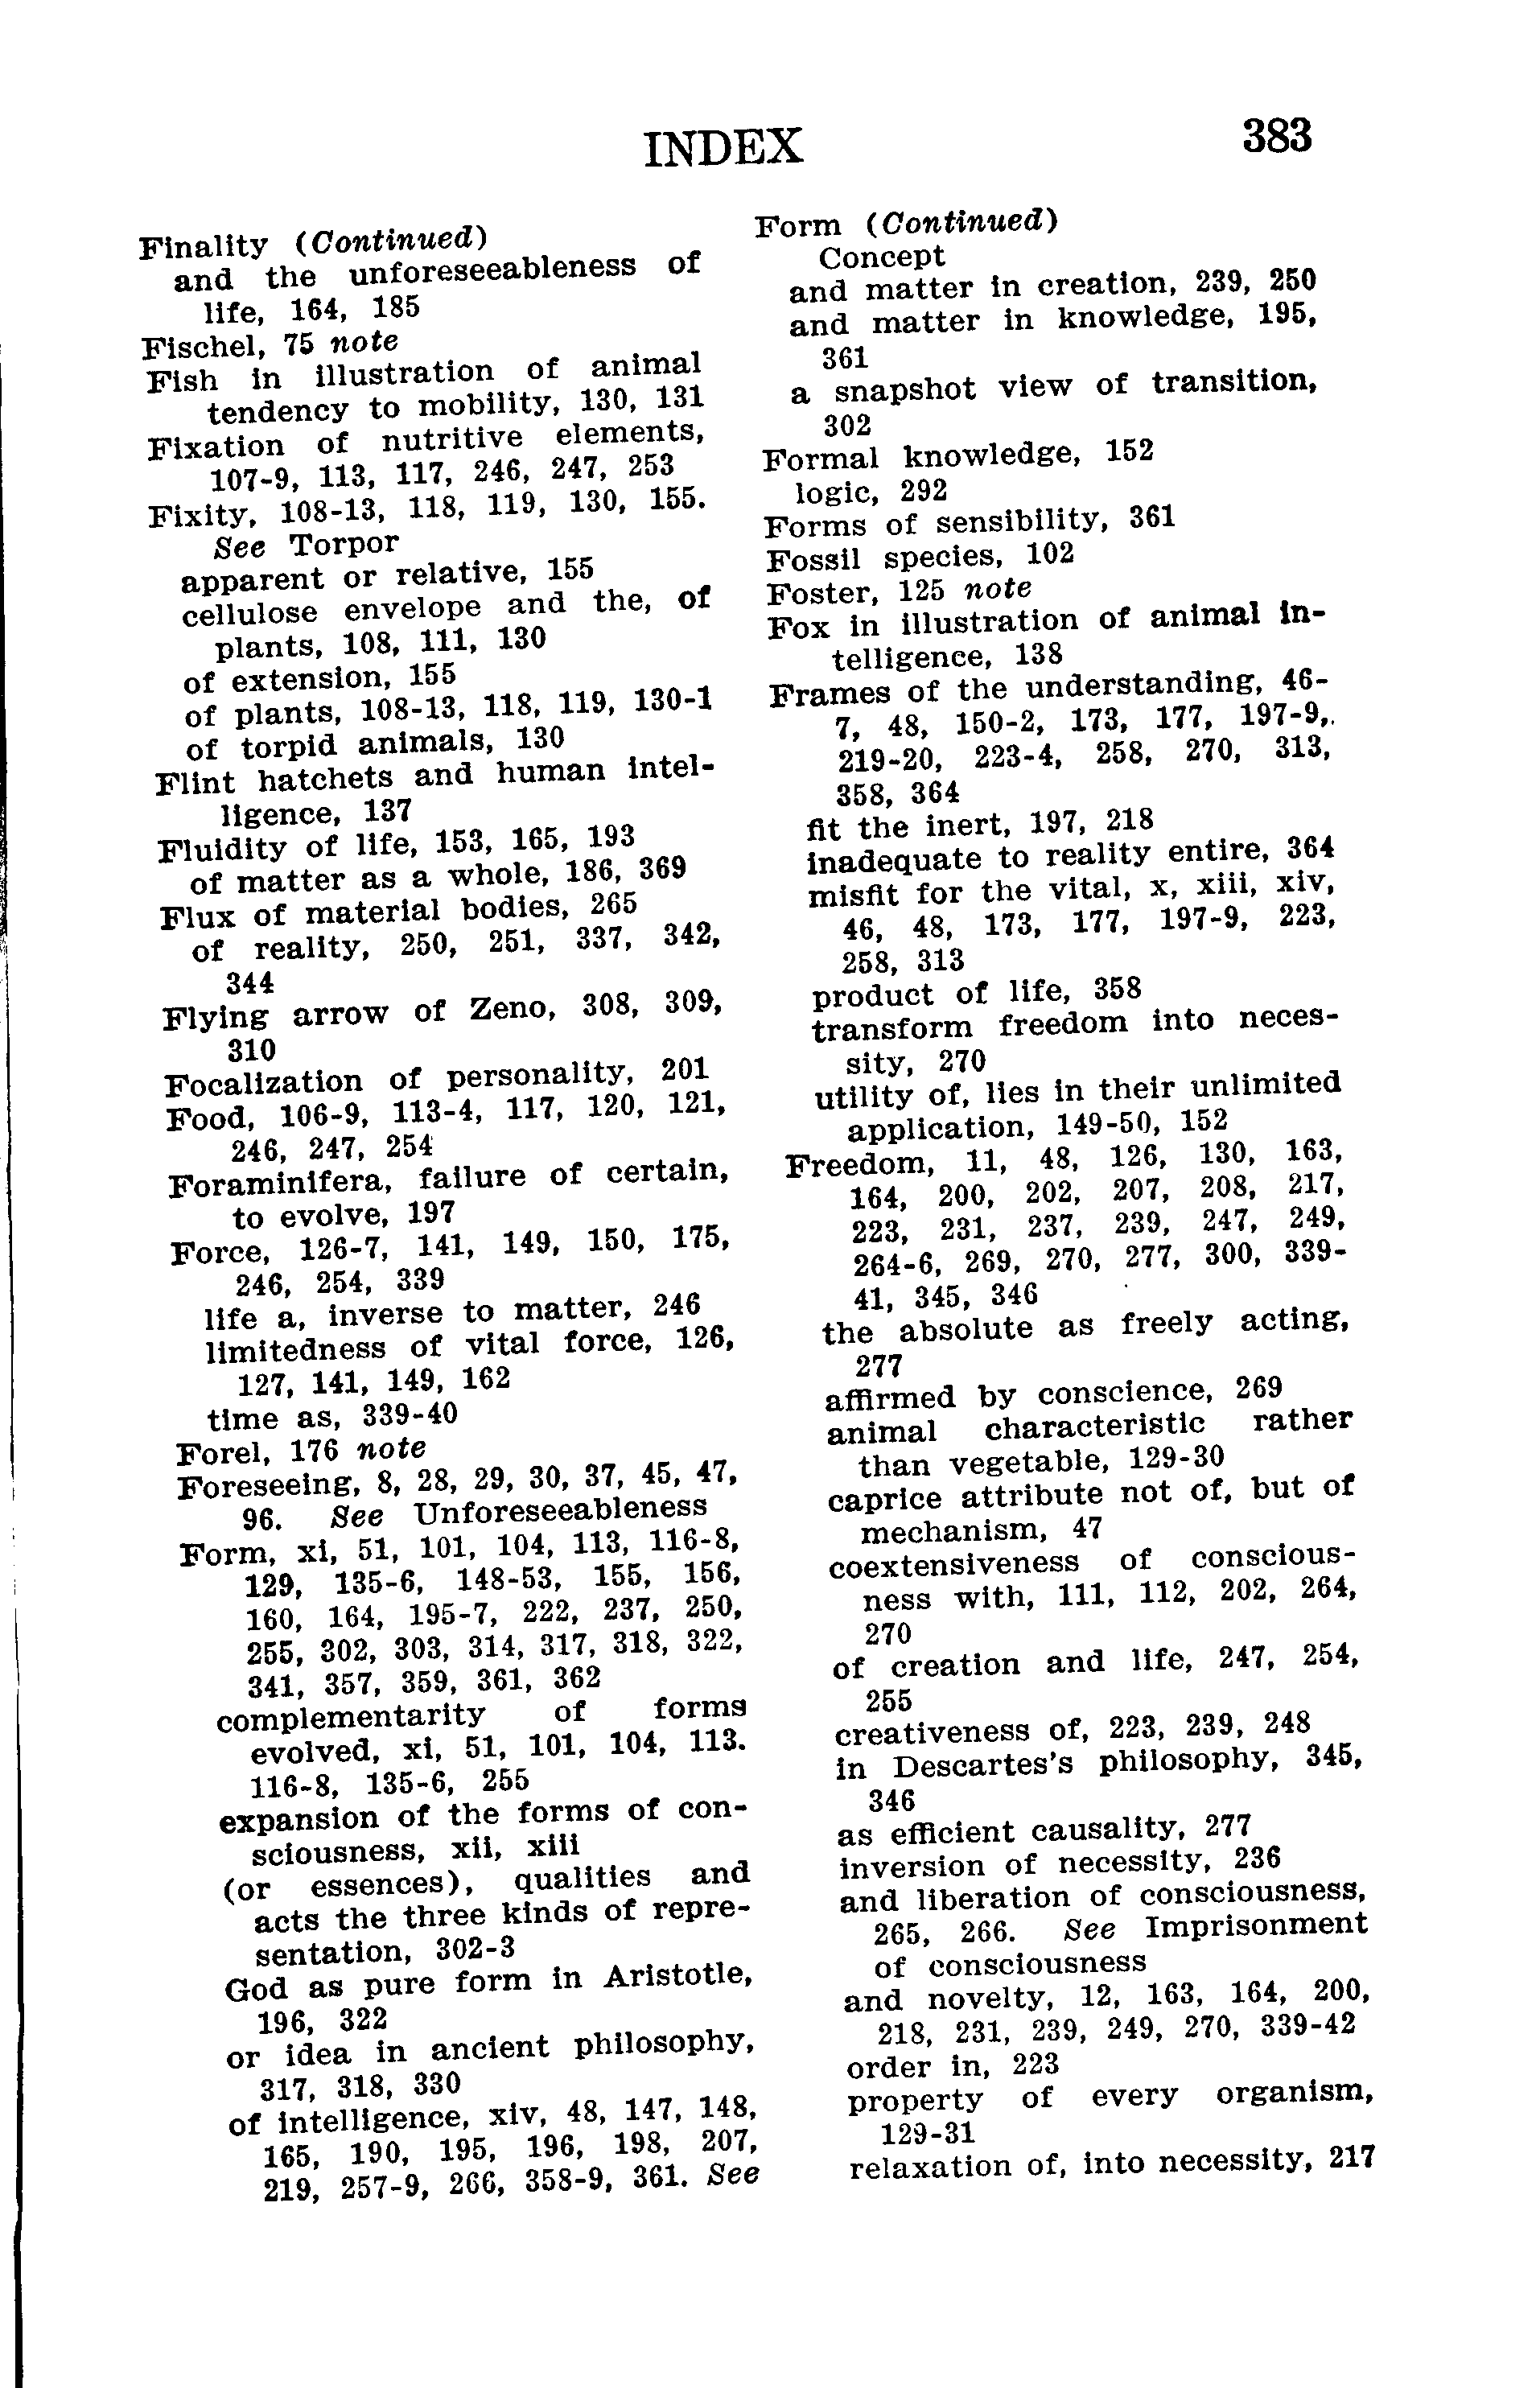 INDEX 383
Finality (Continued)
and the unforeseeableness of
life, 164, 185
Fischel, 75 note
Fish in illustration of animal
tendency to mobility, 130, 131
Fixation of nutritive elements,
107-9, 113, 117, 246, 247, 253
Fixity, 108-13, 118, 119, 130, 155.
See Torpor
apparent or relative, 155
cellulose envelope and the, of
plants, 108, 111, 130
of extension, 155
of plants, 108-13, 118, 119, 130-1
of torpid animals, 130
Flint hatchets and human intel-
ligence, 137
Fluidity of life, 153, 165, 193
of matter as a whole, 186, 369
Flux of material bodies, 265
of reality, 250, 251, 337, 342,
344
Flying arrow of Zeno, 308, 309,
310
Focalization of personality, 201
Food, 106-9, 113-4, 117, 120, 121,
246, 247, 254
Foraminifera, failure of certain,
to evolve, 197
Force, 126-7, 141, 149, 150, 175,
246, 254, 339
life a, inverse to matter, 246
limitedness of vital force, 126,
127, 141, 149, 162
time as, 339-40
Forel, 176 note
Foreseeing, 8, 28, 29, 30, 37, 45, 47,
96. See Unforeseeableness
Form, xi, 51, 101, 104, 113, 116-8,
129, 135-6, 148-53, 155, 156,
160, 164, 195-7, 222, 237, 250,
255, 302, 303, 314, 317, 318, 322,
341, 357, 359, 361, 362
complementarity of forms
evolved, xi, 51, 101, 104, 113.
116-8, 135-6, 255
expansion of the forms of con-
sciousness, xii, xiii
(or essences), qualities and
acts the three kinds of repre-
sentation, 302-3
God as pure form in Aristotle,
196, 322
or idea in ancient philosophy,
317, 318, 330
of intelligence, xiv, 48, 147, 148,
165, 190, 195, 196, 198, 207,
219, 257-9, 266, 358-9, 361. See
Form (Continued)
Concept
and matter in creation, 239, 250
and matter in knowledge, 195,
361
a snapshot view of transition,
302
Formal knowledge, 152
logic, 292
Forms of sensibility, 361
Fossil species, 102
Foster, 125 note
Fox in illustration of animal in-
telligence, 138
Frames of the understanding, 46-
7, 48, 150-2, 173, 177, 197-9,
219-20, 223-4, 258, 270, 313,
358, 364
fit the inert, 197, 218
inadequate to reality entire, 364
misfit for the vital, x, xiii, xiv,
46, 48, 173, 177, 197-9, 223,
258, 313
product of life, 358
transform freedom into neces-
sity, 270
utility of, lies in their unlimited
application, 149-50, 152
Freedom, 11, 48, 126, 130, 163,
164, 200, 202, 207, 208, 217,
223, 231, 237, 239, 247, 249,
264-6, 269, 270, 277, 300, 339-
41, 345, 346
the absolute as freely acting,
277
affirmed by conscience, 269
animal characteristic rather
than vegetable, 129-30
caprice attribute not of, but of
mechanism, 47
coextensiveness of conscious-
ness with, 111, 112, 202, 264,
270
of creation and life, 247, 254,
255
creativeness of, 223, 239, 248
in Descartes's philosophy, 345,
346
as efficient causality, 277
inversion of necessity, 236
and liberation of consciousness,
265, 266. See Imprisonment
of consciousness
and novelty, 12, 163, 164, 200,
218, 231, 239, 249, 270, 339-42
order in, 223
property of every organism,
129-31
relaxation of, into necessity, 217